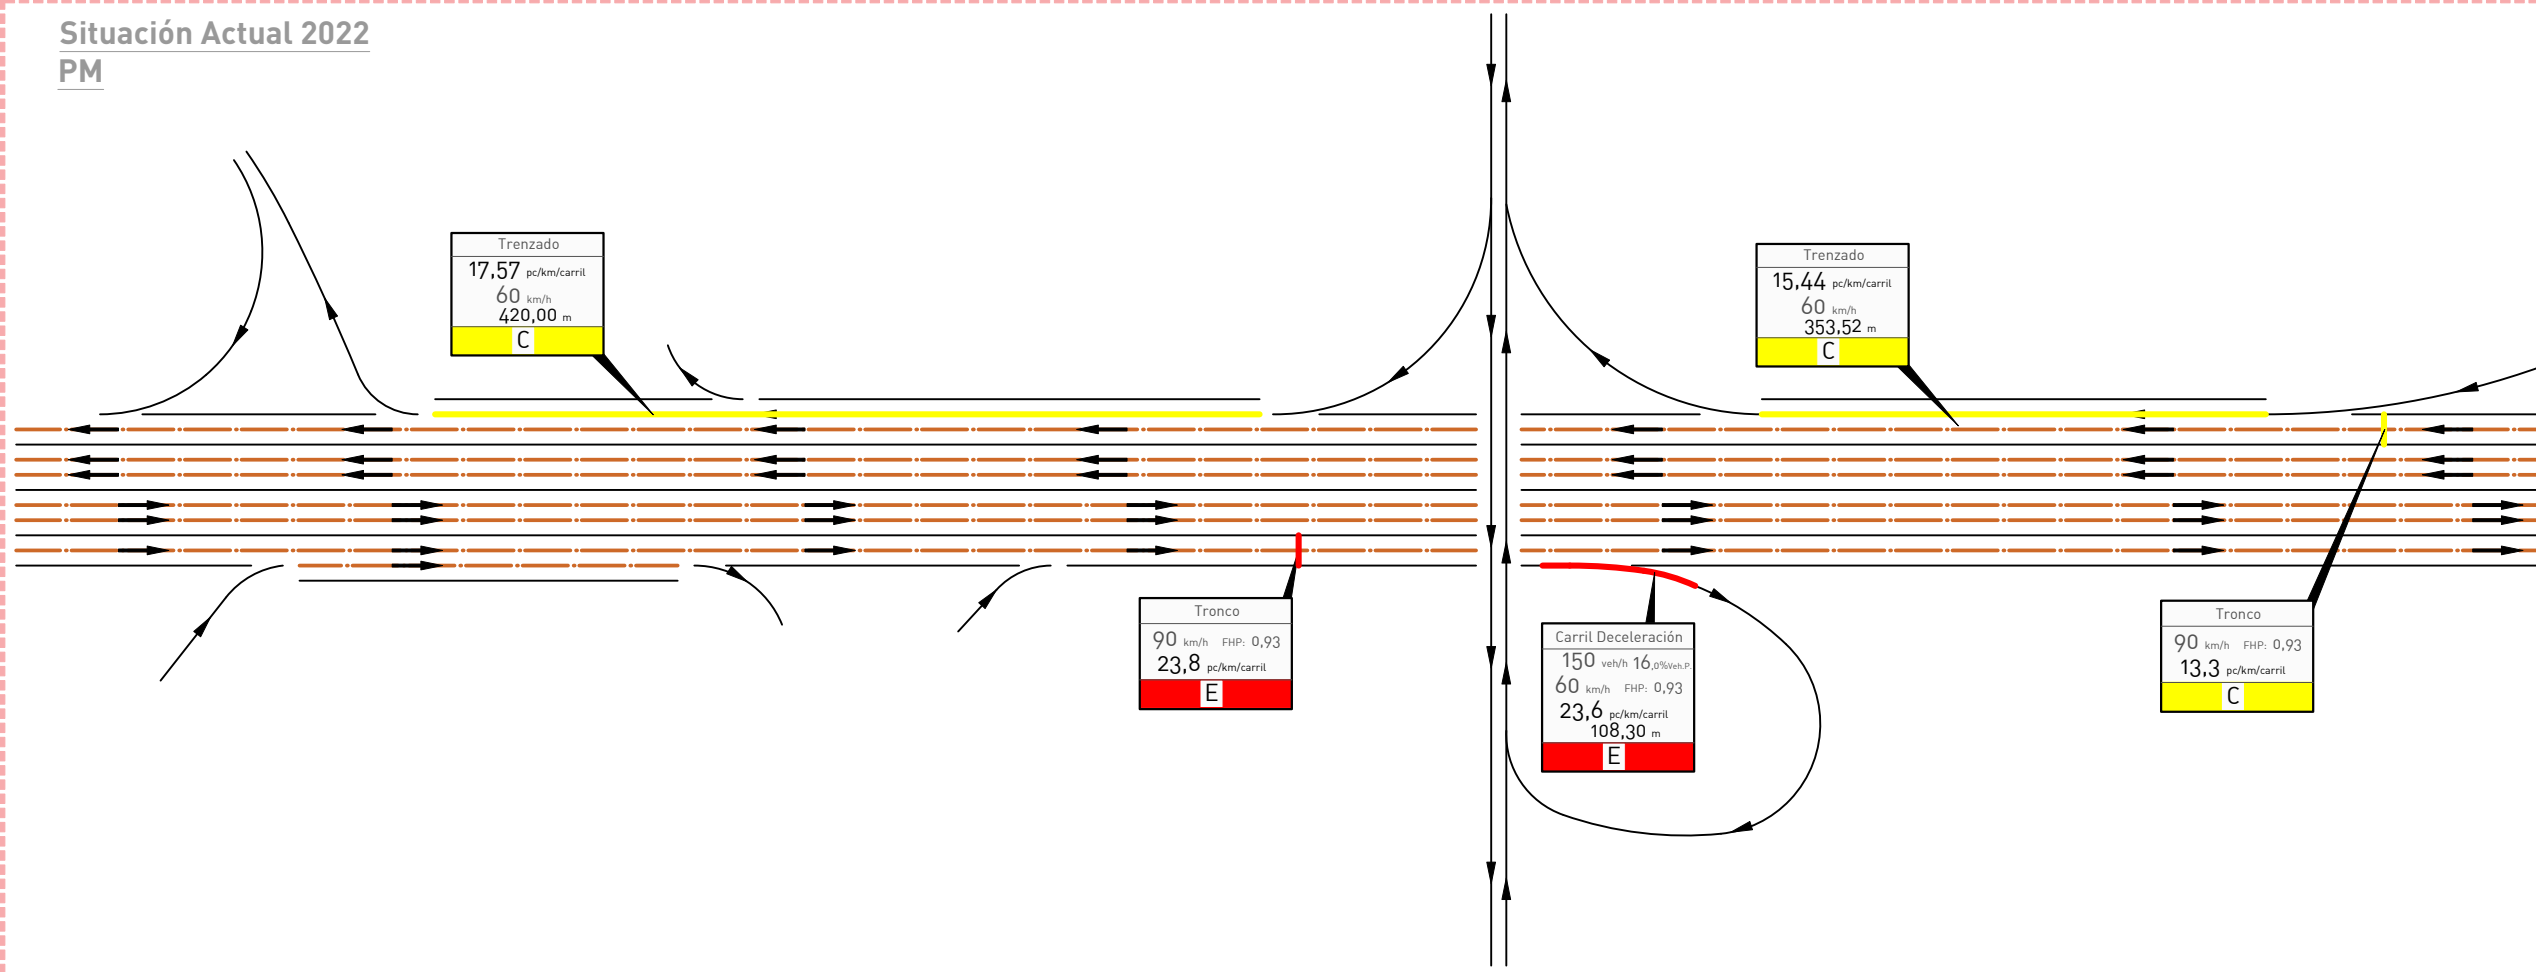 Situación Actual 2022
PM
Trenzado
17,57 pc/km/carril
60 km/h
420,00 m
C
Trenzado
15,44 pc/km/carril
60 km/h
353,52 m
C
Tronco
90 km/h FHP: 0,93
23,8 pc/km/carril
E
Carril Deceleración
150 veh/h 16,0%Veh.P.
60 km/h FHP: 0,93
23,6 pc/km/carril
108,30 m
E
Tronco
90 km/h FHP: 0,93
13,3 pc/km/carril
C